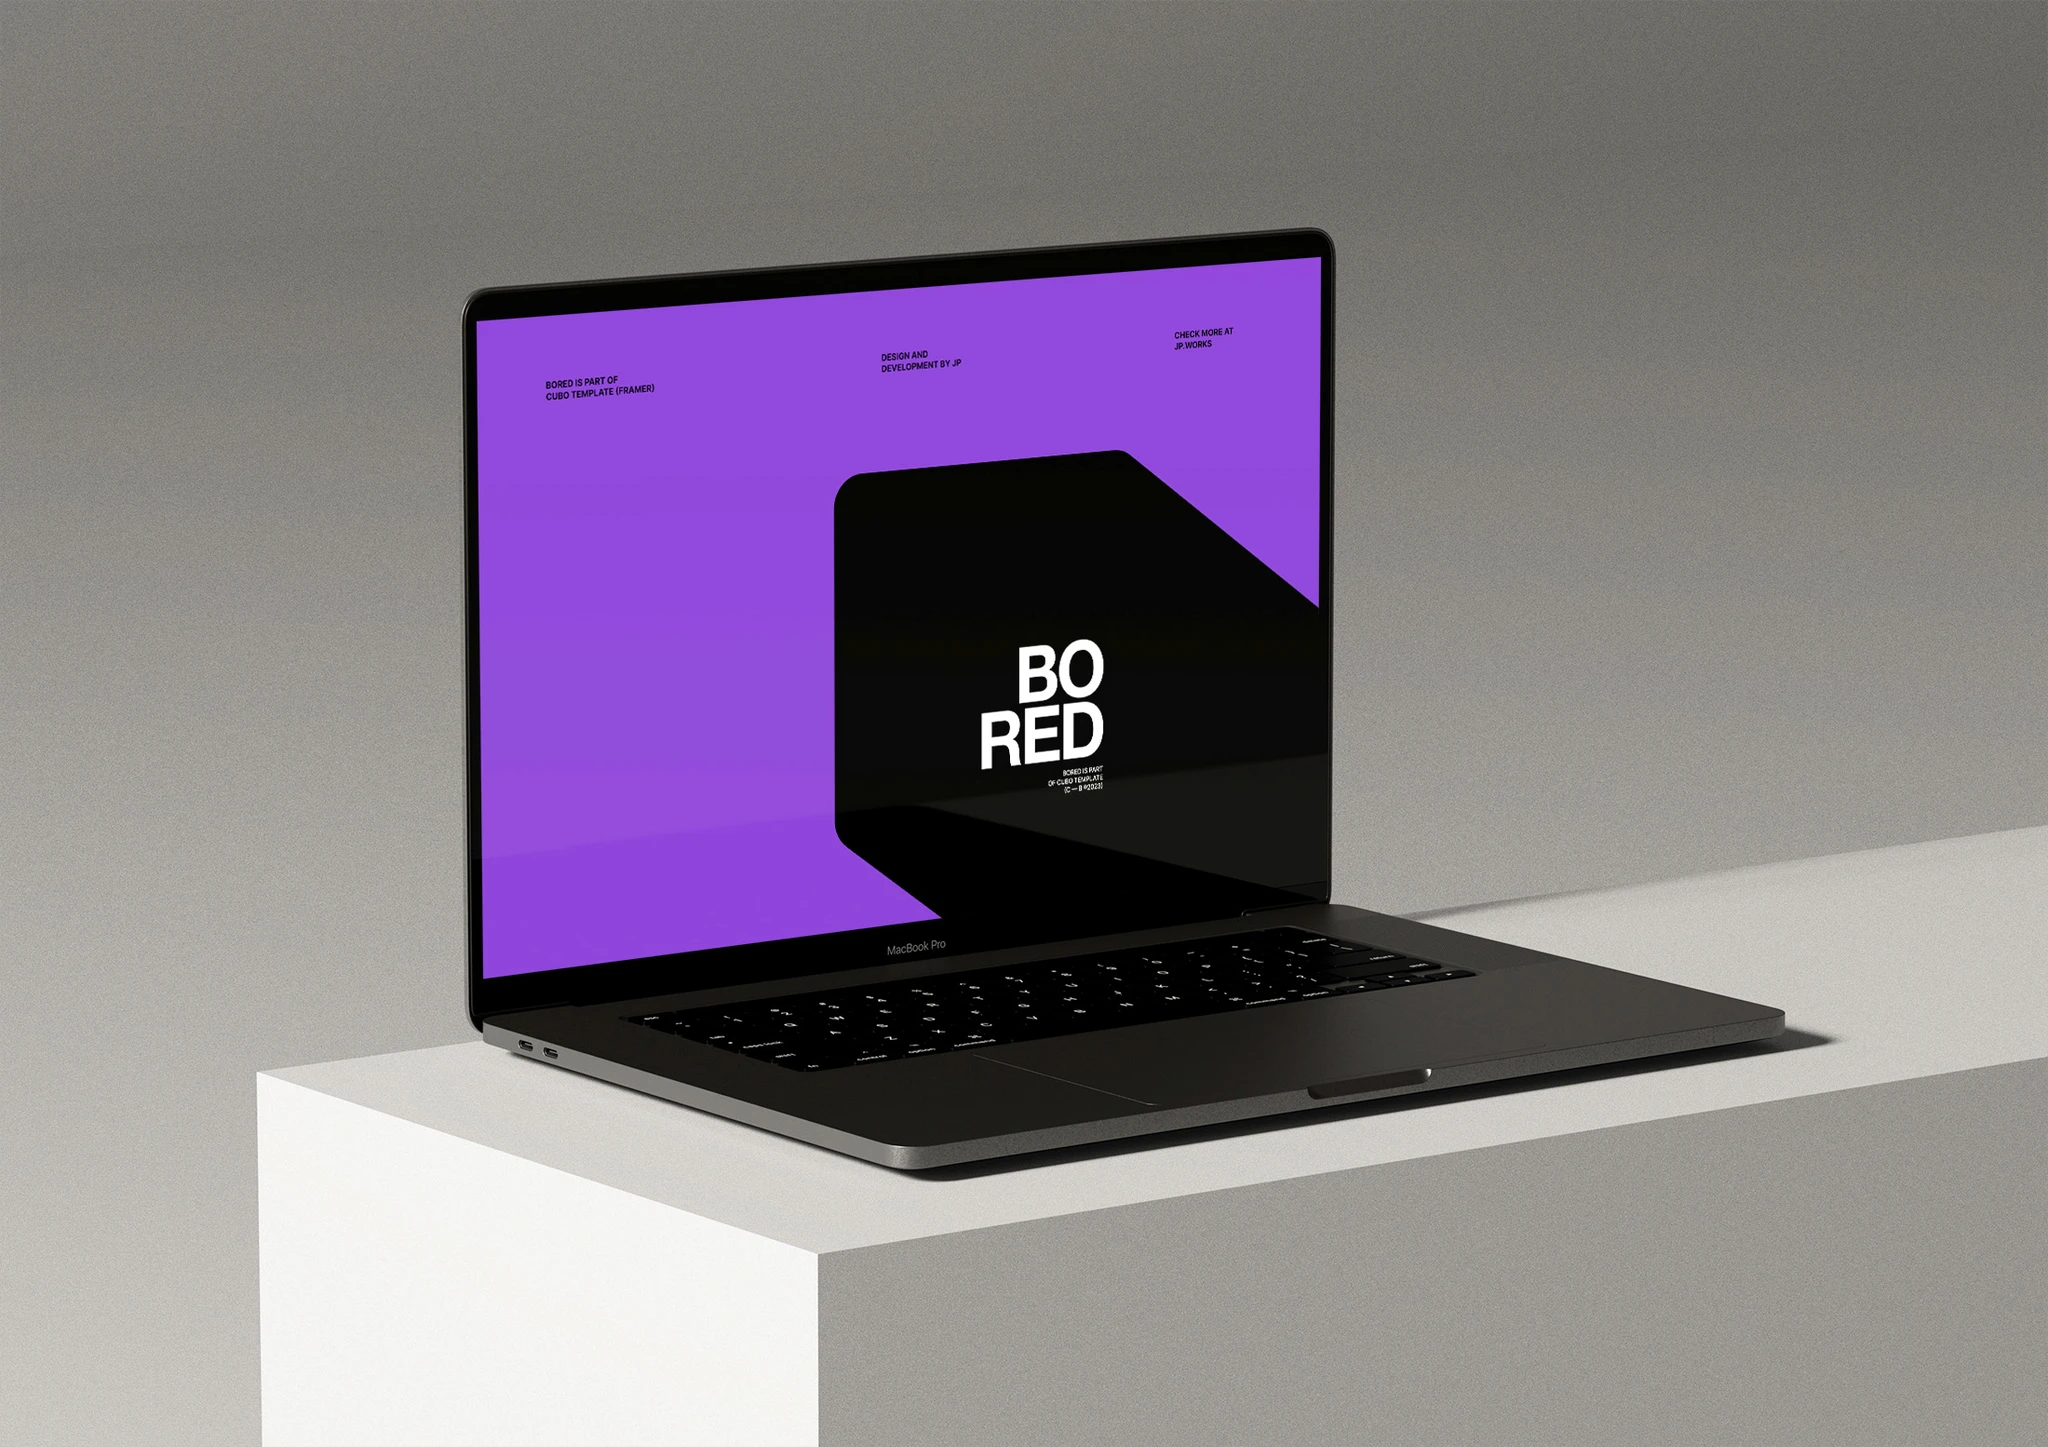 BORED IS PART OF
CUBO TEMPLATE (FRAMER)
DESIGN AND
DEVELOPMENT BY JP
CHECK MORE AT
JP.WORKS
BO
RED
BORED IS PART
OF CUBO TEMPLATE
(C — B ©2023)
MacBook Pro